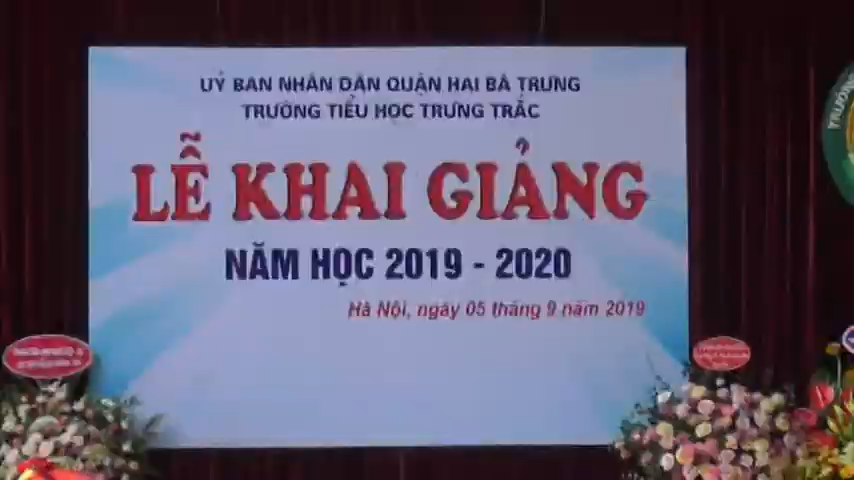 UỶ BAN NHÂN DÂN QUẬN HAI BÀ TRƯNG
TRƯỜNG TIỂU HỌC TRƯNG TRẮC
LỄ KHAI GIẢNG
NĂM HỌC 2019 - 2020
Hà Nội, ngày 05 tháng 9 năm 2019
TRƯỜNG